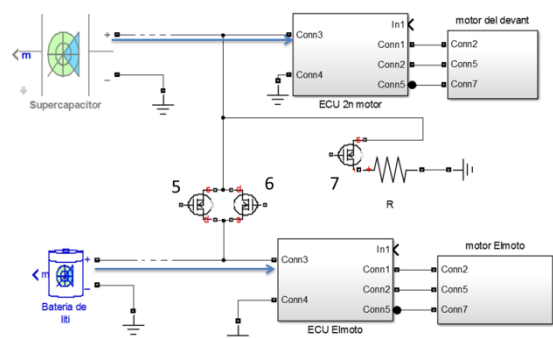 motor del devant
In1
Conn3
Conn1
Conn2
Conn2
Conn5
Conn4
Conn5
Conn7
ECU 2n motor
+
m
-
Supercapacitor
5
6
7
R
motor Elmoto
In1
Conn3
Conn1
Conn2
Conn2
Conn5
Conn4
Conn5
Conn7
ECU Elmoto
+
m
-
Bateria de
liti